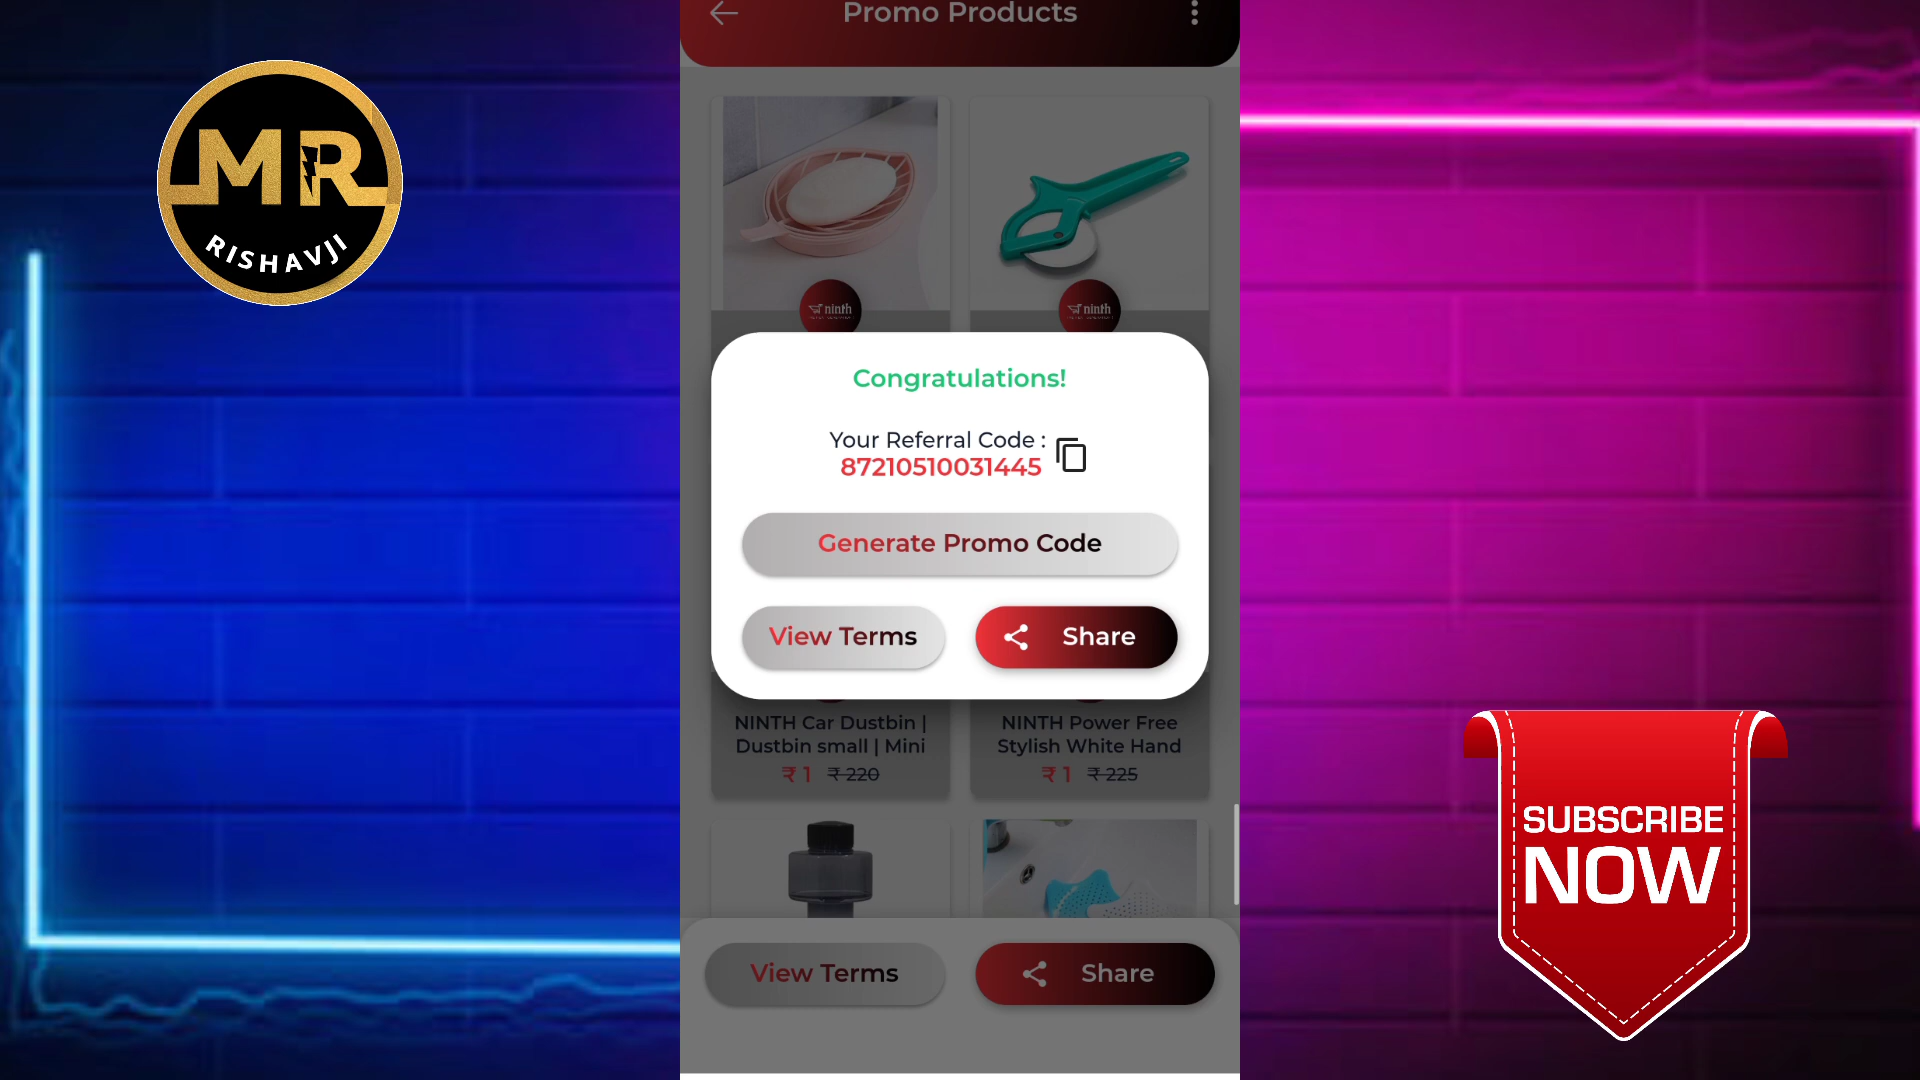 Promo Products
MR
RISHAVJI
ninth
ninth
Congratulations!
Your Referral Code :
87210510031445
Generate Promo Code
View Terms
Share
NINTH Car Dustbin |
Dustbin small | Mini
₹ 1 ₹ 220
NINTH Power Free
Stylish White Hand
₹ 1 ₹ 225
View Terms
Share
SUBSCRIBE
NOW